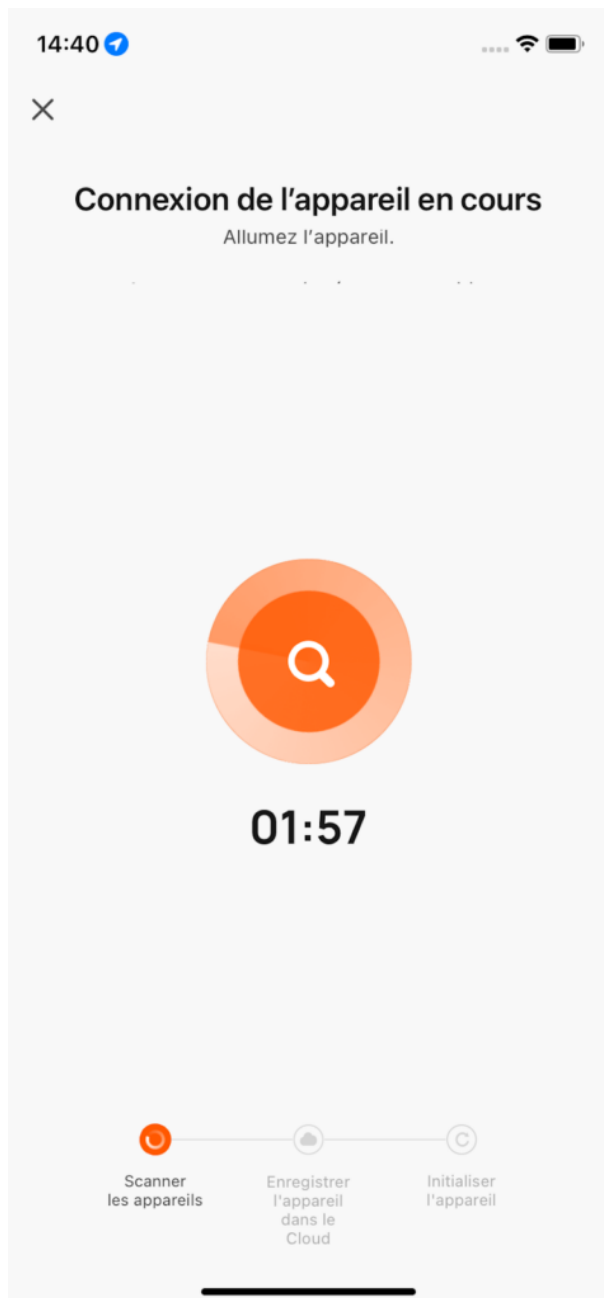 14:40
Connexion de l’appareil en cours
Allumez l’appareil.
01:57
Scanner
les appareils
Enregistrer
l'appareil
dans le
Cloud
Initialiser
l'appareil